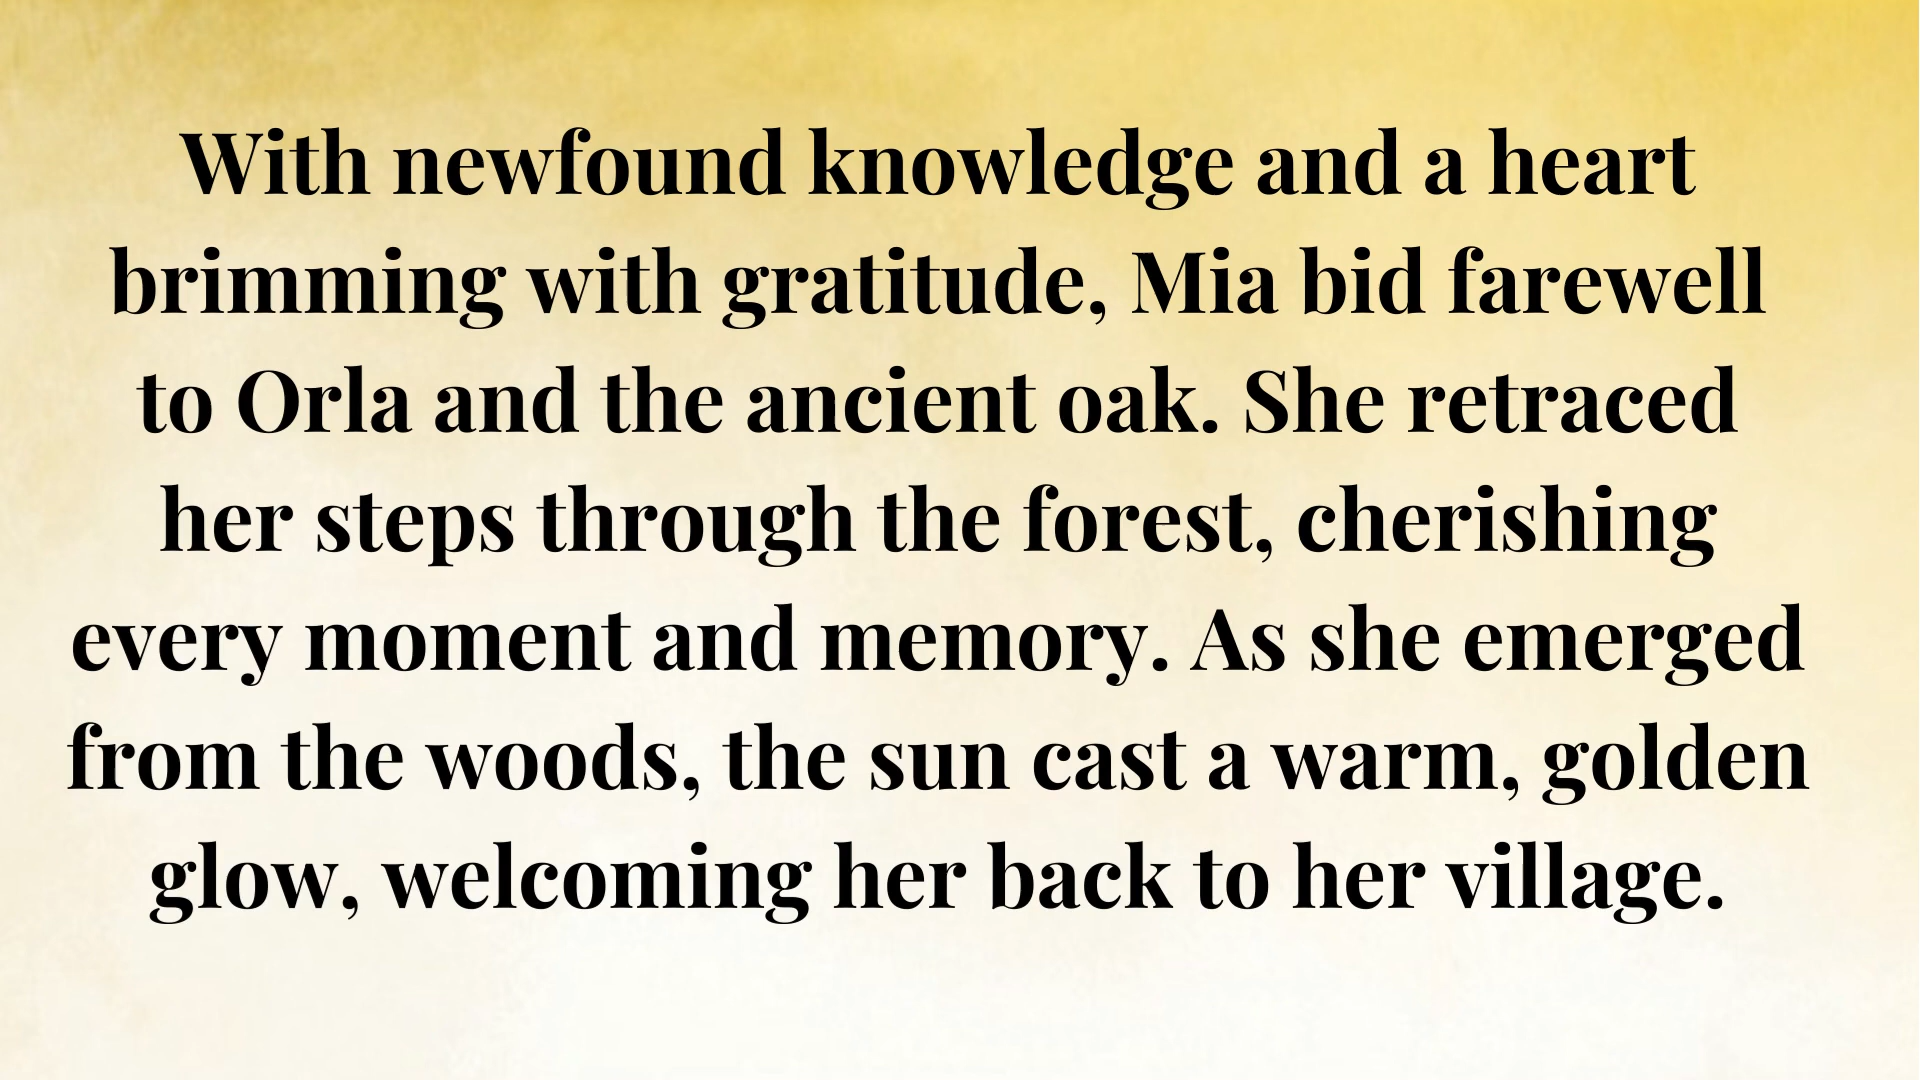 With newfound knowledge and a heart
brimming with gratitude, Mia bid farewell
to Orla and the ancient oak. She retraced
her steps through the forest, cherishing
every moment and memory. As she emerged
from the woods, the sun cast a warm, golden
glow, welcoming her back to her village.